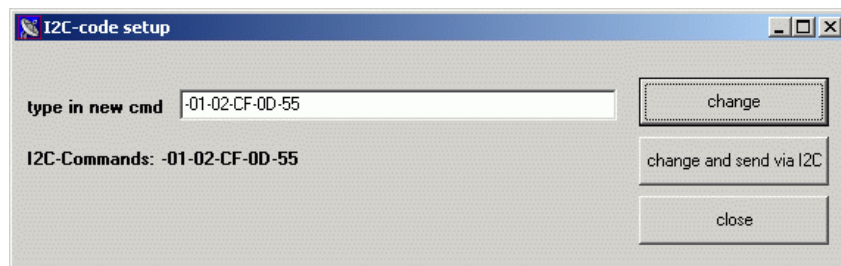 I2C-code setup
type in new cmd -01-02-CF-0D-55
change
I2C-Commands: -01-02-CF-0D-55
change and send via I2C
close